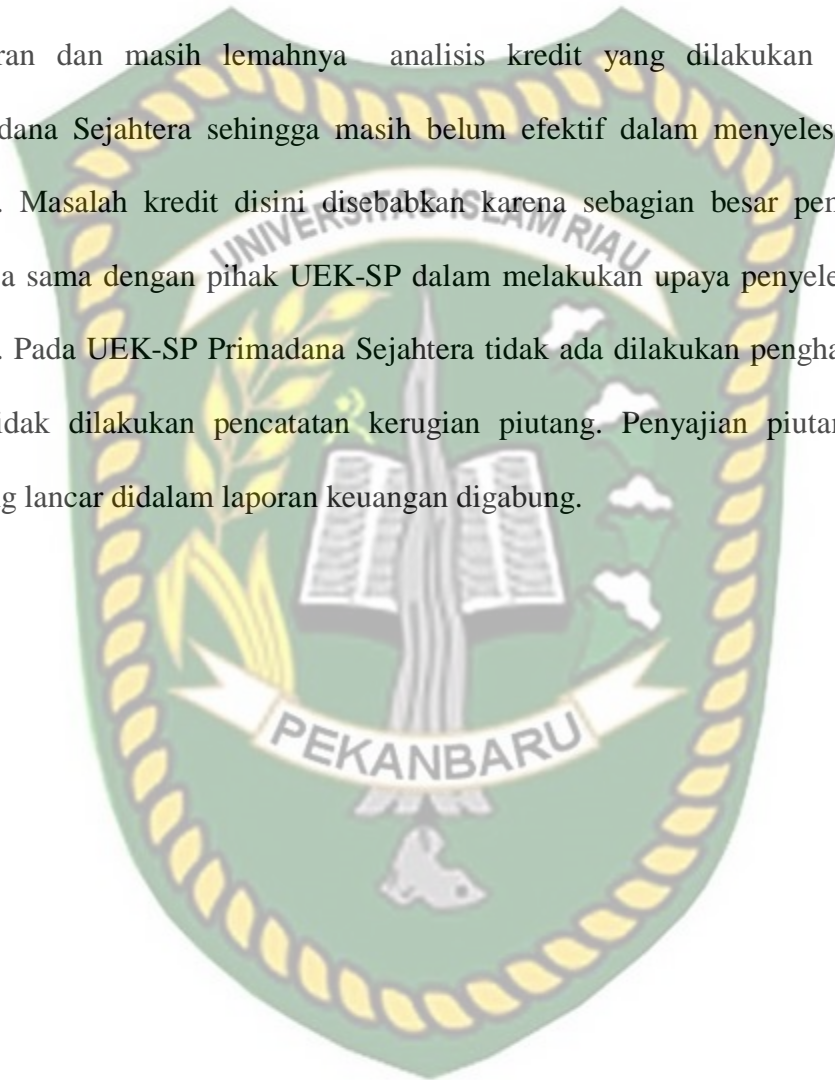 ran dan masih lemahnya analisis kredit yang dilakukan
dana Sejahtera sehingga masih belum efektif dalam menyeles
. Masalah kredit disini disebabkan karena sebagian besar pen
a sama dengan pihak UEK-SP dalam melakukan upaya penyele
. Pada UEK-SP Primadana Sejahtera tidak ada dilakukan pengha
idak dilakukan pencatatan kerugian piutang. Penyajian piutan
g lancar didalam laporan keuangan digabung.
UNIVERSITAS ISLAM RIAU
PEKANBARU